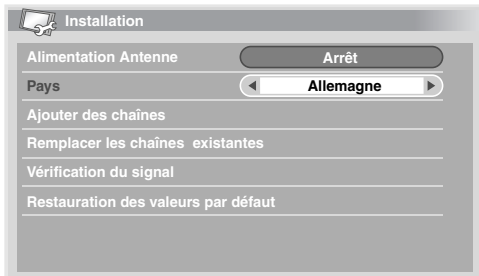 Installation
Alimentation Antenne Arrêt
Pays Allemagne
Ajouter des chaînes
Remplacer les chaînes existantes
Vérification du signal
Restauration des valeurs par défaut